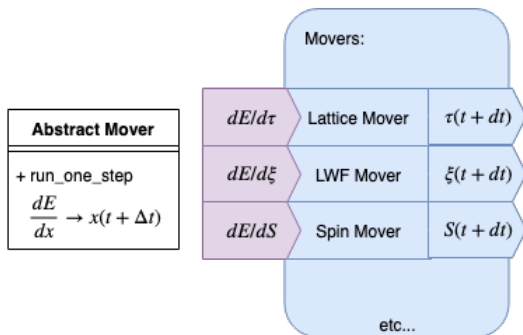 Movers:
Abstract Mover
+ run_one_step
dE/dx → x(t + Δt)
dE/dτ Lattice Mover τ(t + dt)
dE/dξ LWF Mover ξ(t + dt)
dE/dS Spin Mover S(t + dt)
etc...